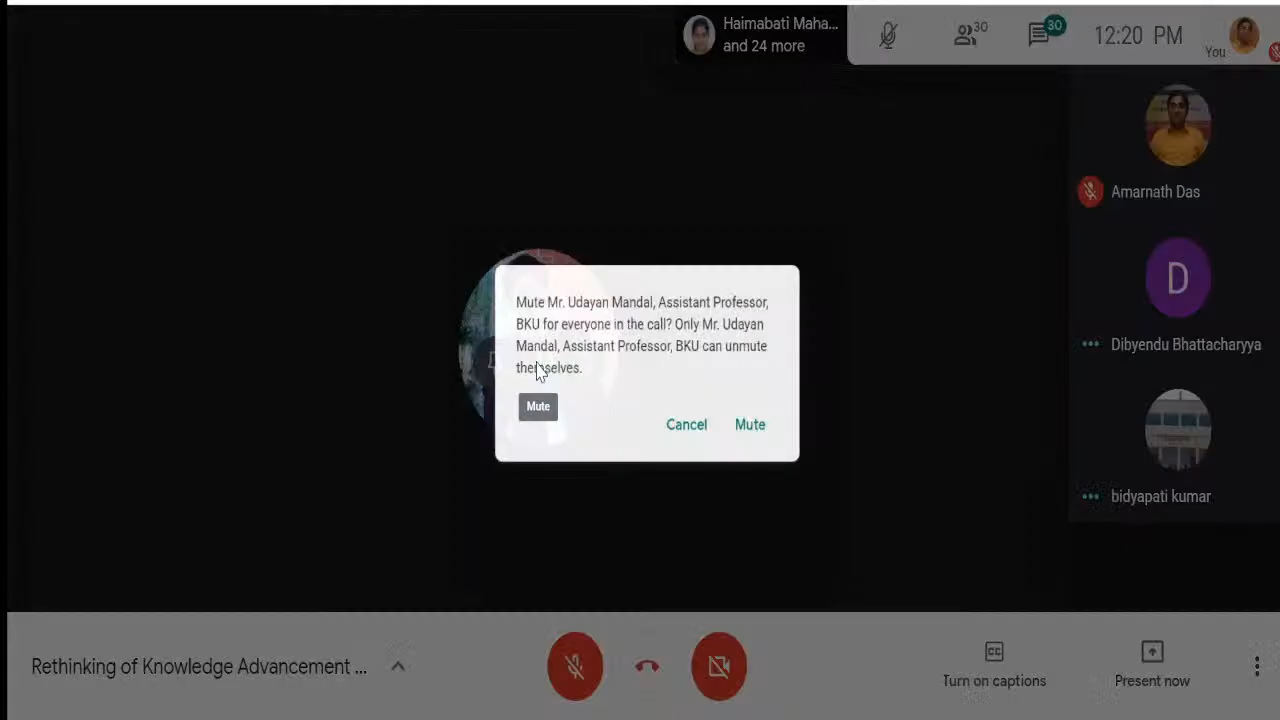 Haimabati Maha...
and 24 more
30
30
12:20 PM
You
Amarnath Das
D
Dibyendu Bhattacharyya
bidyapati kumar
Mute Mr. Udayan Mandal, Assistant Professor,
BKU for everyone in the call? Only Mr. Udayan
Mandal, Assistant Professor, BKU can unmute
themselves.
Mute
Cancel
Mute
Rethinking of Knowledge Advancement ...
CC
Turn on captions
Present now